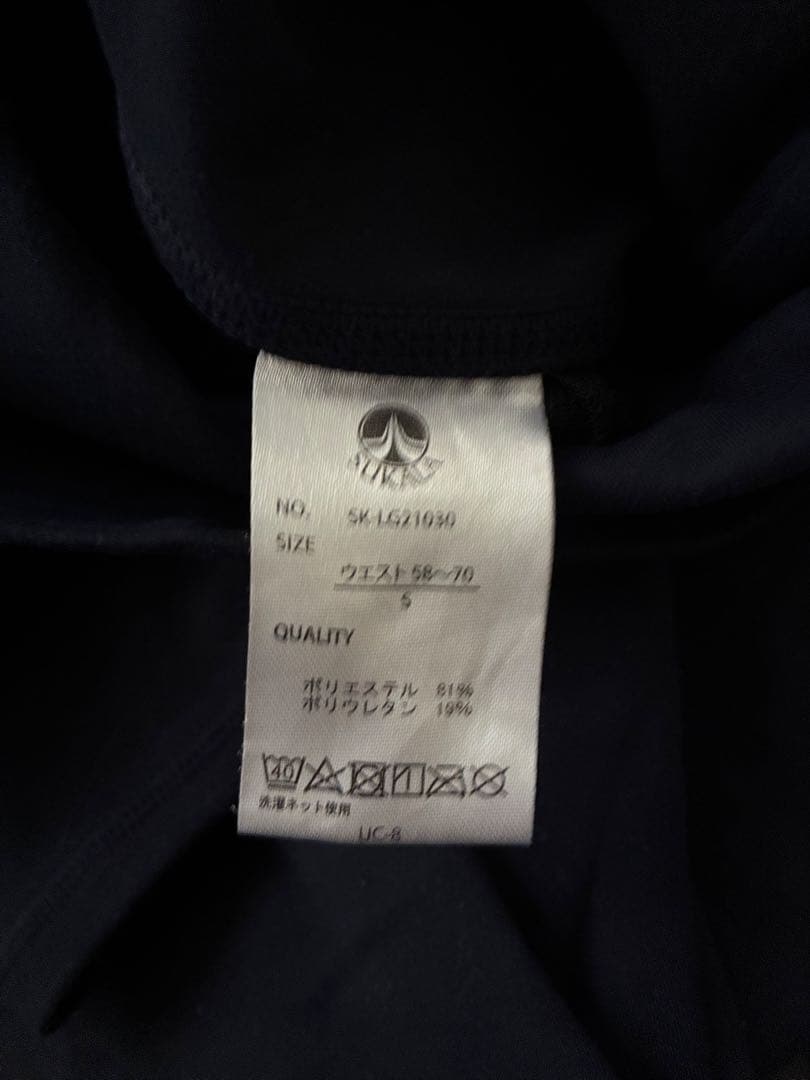 SUKALA
NO. SK-LG21030
SIZE
ウエスト58〜70
S
QUALITY
ポリエステル 81%
ポリウレタン 19%
40
洗濯ネット使用
UC-8